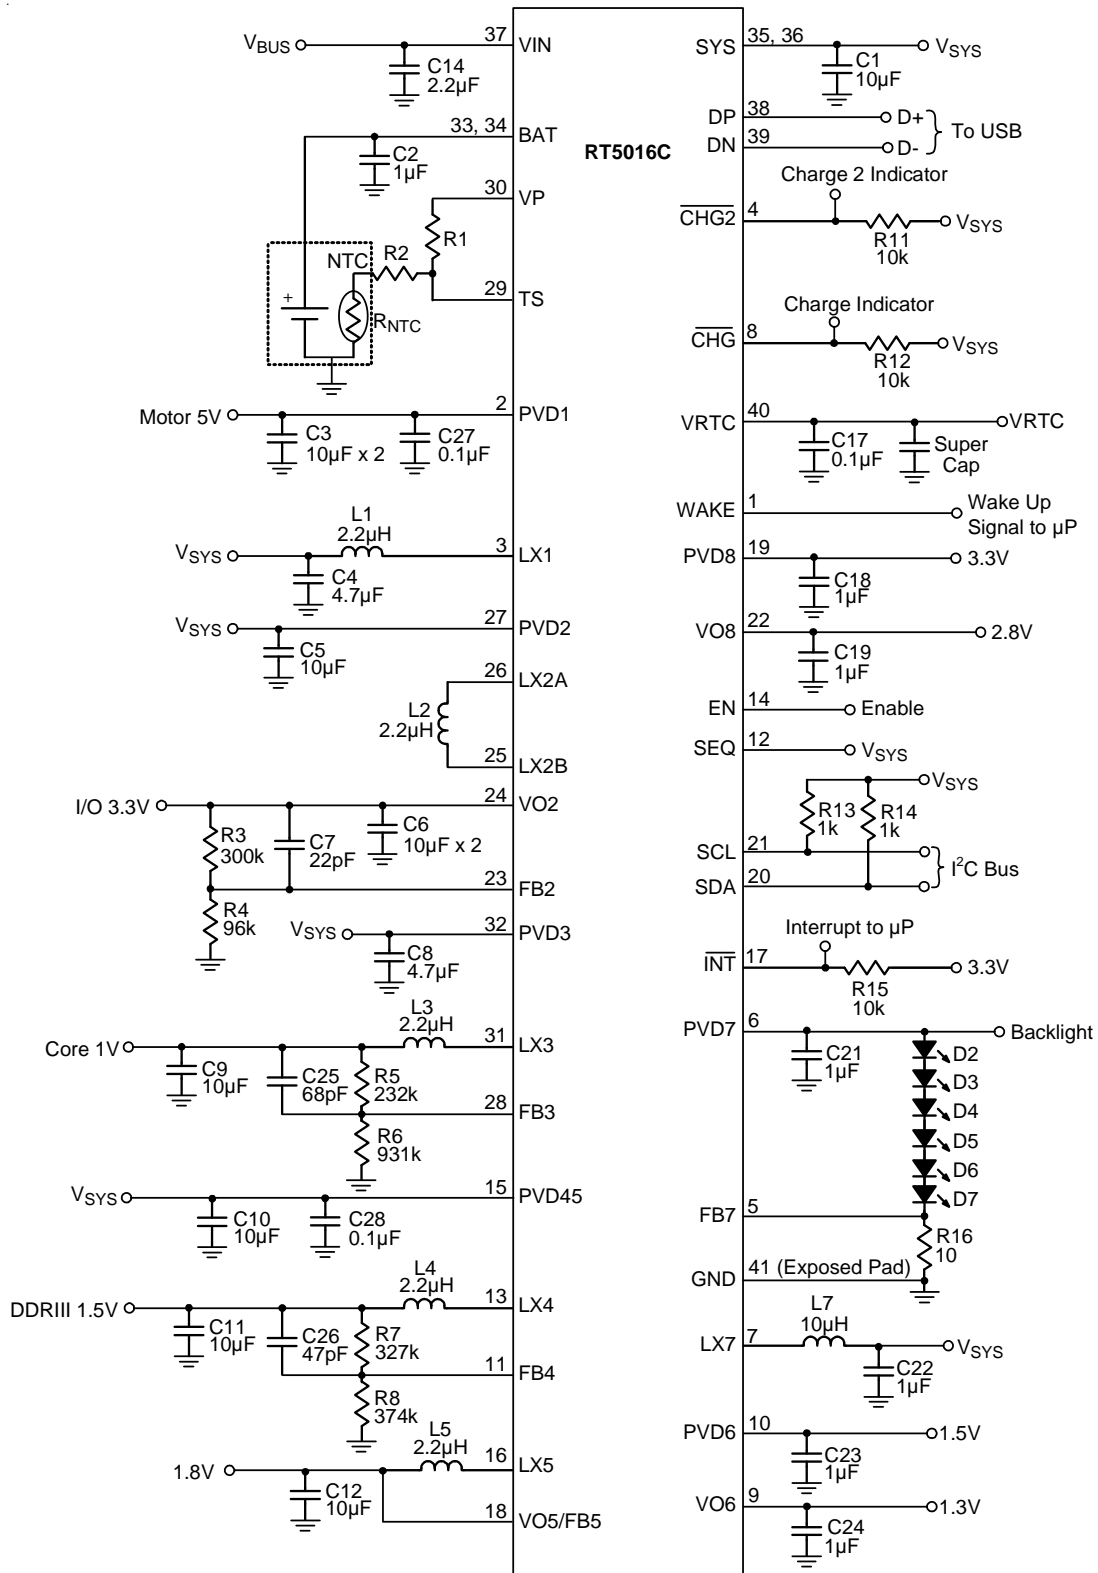 RT5016C
V_BUS
37
VIN
C14
2.2µF
33, 34
BAT
C2
1µF
30
VP
R1
NTC
R2
29
TS
+
R_NTC
2
Motor 5V
PVD1
C3
10µF x 2
C27
0.1µF
L1
2.2µH
3
V_SYS
LX1
C4
4.7µF
27
V_SYS
PVD2
C5
10µF
26
LX2A
L2
2.2µH
25
LX2B
24
I/O 3.3V
VO2
R3
300k
C7
22pF
C6
10µF x 2
23
FB2
R4
96k
32
V_SYS
PVD3
C8
4.7µF
L3
2.2µH
31
Core 1V
LX3
C9
10µF
C25
68pF
R5
232k
28
FB3
R6
931k
15
V_SYS
PVD45
C10
10µF
C28
0.1µF
L4
2.2µH
13
DDRIII 1.5V
LX4
C11
10µF
C26
47pF
R7
327k
11
FB4
R8
374k
L5
2.2µH
16
1.8V
LX5
C12
10µF
18
VO5/FB5
SYS
35, 36
V_SYS
C1
10µF
DP
38
D+
DN
39
D-
To USB
Charge 2 Indicator
CHG2
4
V_SYS
R11
10k
Charge Indicator
CHG
8
V_SYS
R12
10k
VRTC
40
VRTC
C17
0.1µF
Super
Cap
WAKE
1
Wake Up
Signal to µP
PVD8
19
3.3V
C18
1µF
VO8
22
2.8V
C19
1µF
EN
14
Enable
SEQ
12
V_SYS
V_SYS
R13
1k
R14
1k
SCL
21
SDA
20
I²C Bus
Interrupt to µP
INT
17
3.3V
R15
10k
PVD7
6
Backlight
C21
1µF
D2
D3
D4
D5
D6
D7
FB7
5
R16
10
GND
41 (Exposed Pad)
L7
10µH
LX7
7
V_SYS
C22
1µF
PVD6
10
1.5V
C23
1µF
VO6
9
1.3V
C24
1µF